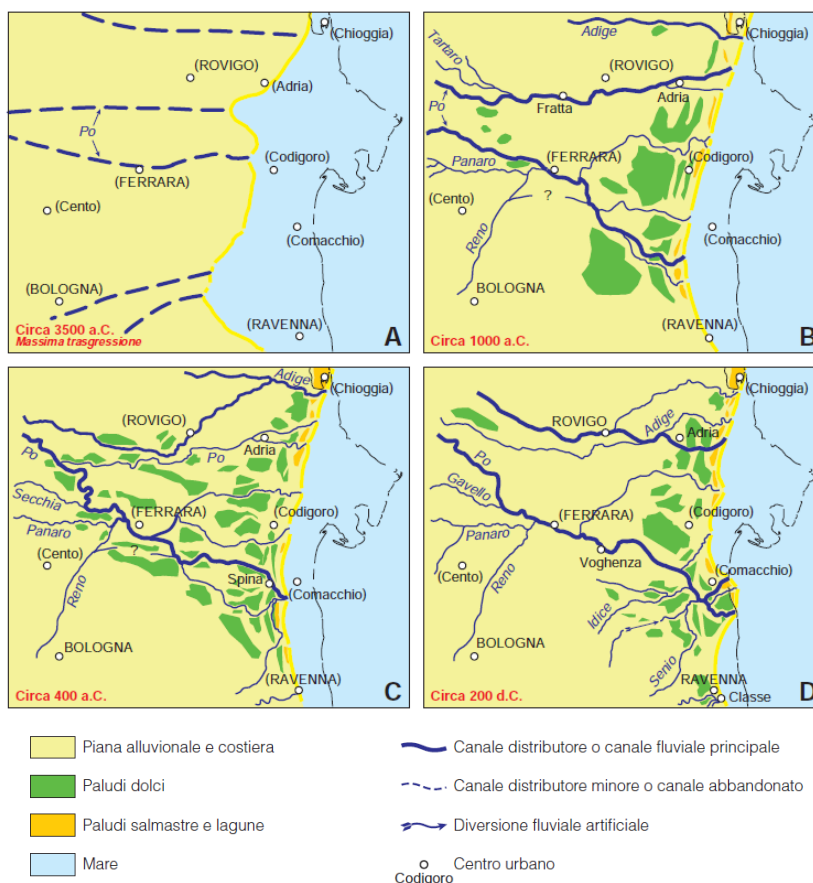 (Chioggia)
(ROVIGO)
(Adria)
Po
(Codigoro)
(FERRARA)
(Cento)
(Comacchio)
(BOLOGNA)
(RAVENNA)
Circa 3500 a.C.
Massima trasgressione
A
(Chioggia)
Adige
Tartaro
(ROVIGO)
Po
Fratta
Adria
Panaro
(FERRARA)
(Codigoro)
(Cento)
?
Reno
(Comacchio)
BOLOGNA
(RAVENNA)
Circa 1000 a.C.
B
Adige
(Chioggia)
(ROVIGO)
Po
Po
Adria
Secchia
(FERRARA)
(Codigoro)
Panaro
(Cento)
?
Reno
Spina
(Comacchio)
BOLOGNA
(RAVENNA)
Circa 400 a.C.
C
(Chioggia)
ROVIGO
Adige
Adria
Po
Gavello
(FERRARA)
(Codigoro)
Panaro
Voghenza
(Cento)
Reno
(Comacchio)
Idice
BOLOGNA
Senio
RAVENNA
Classe
Circa 200 d.C.
D
Piana alluvionale e costiera
Canale distributore o canale fluviale principale
Paludi dolci
Canale distributore minore o canale abbandonato
Paludi salmastre e lagune
Diversione fluviale artificiale
Mare
Centro urbano
Codigoro